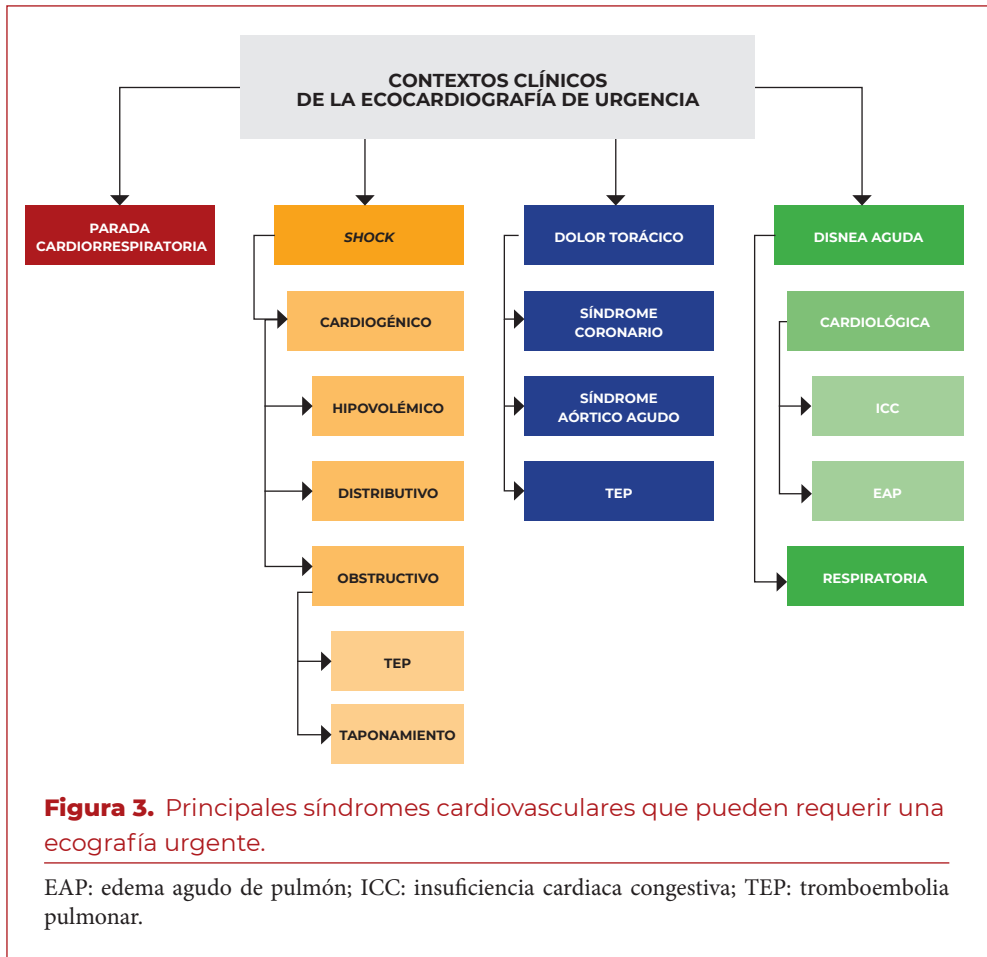 CONTEXTOS CLÍNICOS
DE LA ECOCARDIOGRAFÍA DE URGENCIA
PARADA
CARDIORRESPIRATORIA
SHOCK
CARDIOGÉNICO
HIPOVOLÉMICO
DISTRIBUTIVO
OBSTRUCTIVO
TEP
TAPONAMIENTO
DOLOR TORÁCICO
SÍNDROME
CORONARIO
SÍNDROME
AÓRTICO AGUDO
TEP
DISNEA AGUDA
CARDIOLÓGICA
ICC
EAP
RESPIRATORIA
Figura 3. Principales síndromes cardiovasculares que pueden requerir una
ecografía urgente.
EAP: edema agudo de pulmón; ICC: insuficiencia cardiaca congestiva; TEP: tromboembolia
pulmonar.